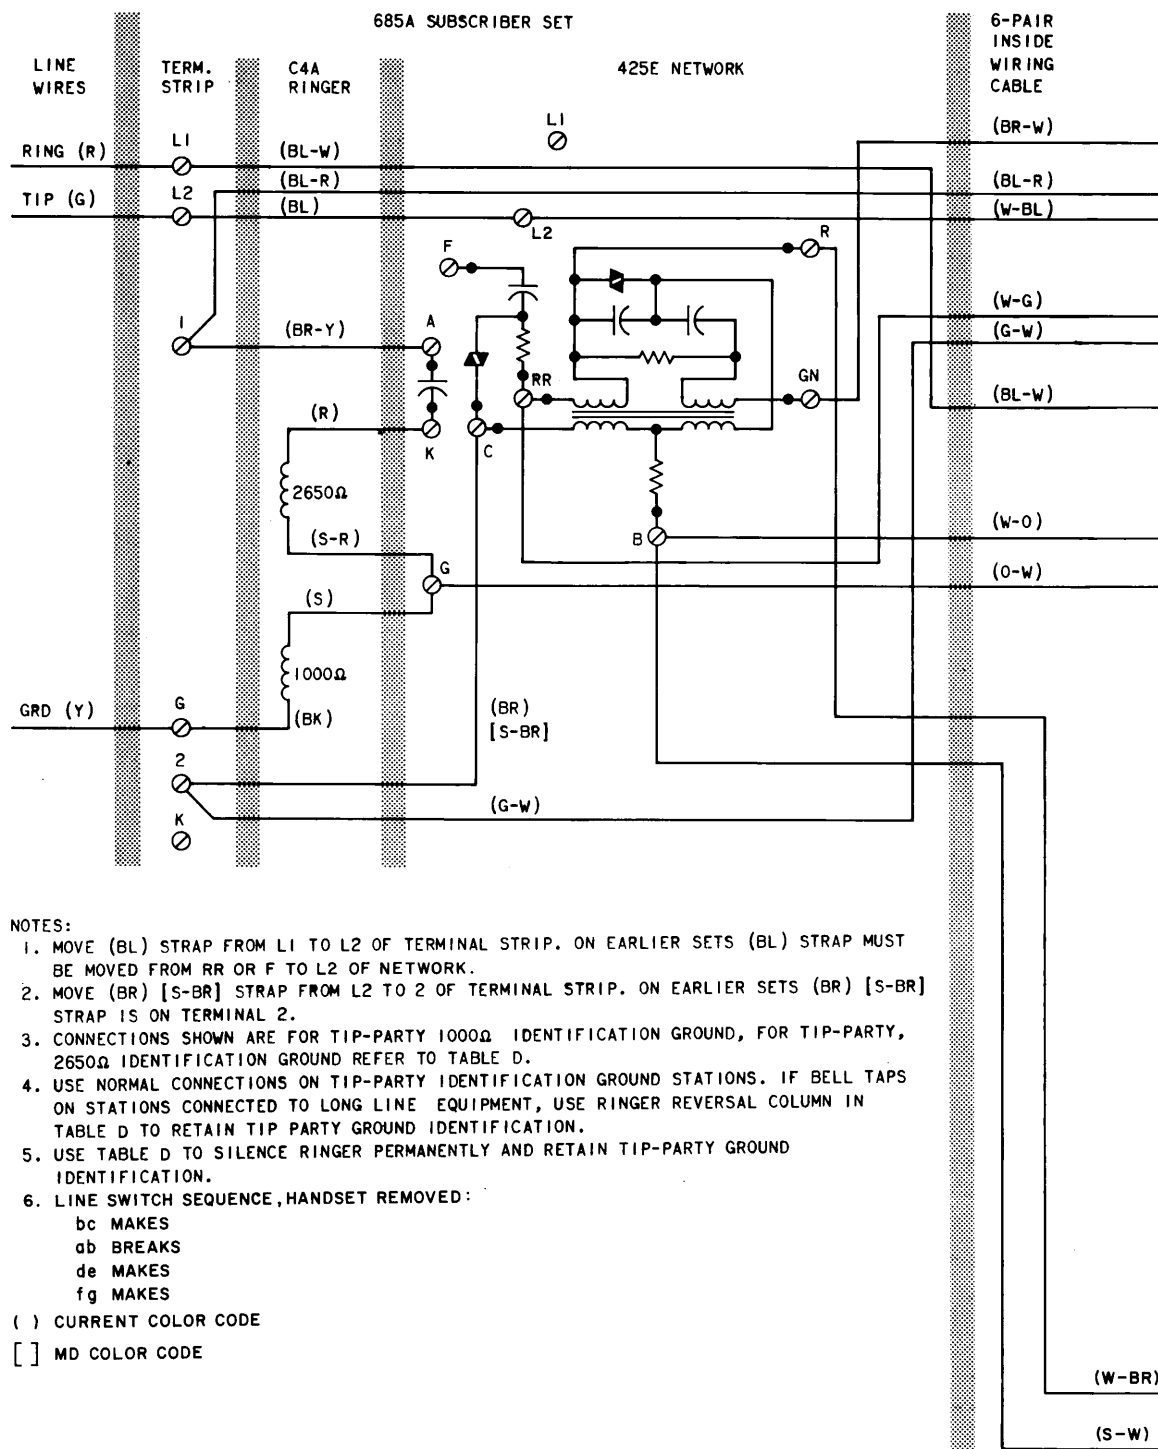 685A SUBSCRIBER SET
6-PAIR
INSIDE
WIRING
CABLE
LINE
WIRES
TERM.
STRIP
C4A
RINGER
425E NETWORK
L1
(BR-W)
RING (R)
L1
(BL-W)
(BL-R)
(BL-R)
TIP (G)
L2
(BL)
(W-BL)
L2
R
F
(W-G)
1
(BR-Y)
A
(G-W)
RR
GN
(BL-W)
(R)
K
C
2650Ω
(S-R)
B
(W-O)
G
(O-W)
(S)
1000Ω
GRD (Y)
G
(BK)
(BR)
[S-BR]
2
(G-W)
K
NOTES:
1. MOVE (BL) STRAP FROM L1 TO L2 OF TERMINAL STRIP. ON EARLIER SETS (BL) STRAP MUST
BE MOVED FROM RR OR F TO L2 OF NETWORK.
2. MOVE (BR) [S-BR] STRAP FROM L2 TO 2 OF TERMINAL STRIP. ON EARLIER SETS (BR) [S-BR]
STRAP IS ON TERMINAL 2.
3. CONNECTIONS SHOWN ARE FOR TIP-PARTY 1000Ω IDENTIFICATION GROUND, FOR TIP-PARTY,
2650Ω IDENTIFICATION GROUND REFER TO TABLE D.
4. USE NORMAL CONNECTIONS ON TIP-PARTY IDENTIFICATION GROUND STATIONS. IF BELL TAPS
ON STATIONS CONNECTED TO LONG LINE EQUIPMENT, USE RINGER REVERSAL COLUMN IN
TABLE D TO RETAIN TIP PARTY GROUND IDENTIFICATION.
5. USE TABLE D TO SILENCE RINGER PERMANENTLY AND RETAIN TIP-PARTY GROUND
IDENTIFICATION.
6. LINE SWITCH SEQUENCE, HANDSET REMOVED:
bc MAKES
ab BREAKS
de MAKES
fg MAKES
( ) CURRENT COLOR CODE
[ ] MD COLOR CODE
(W-BR)
(S-W)